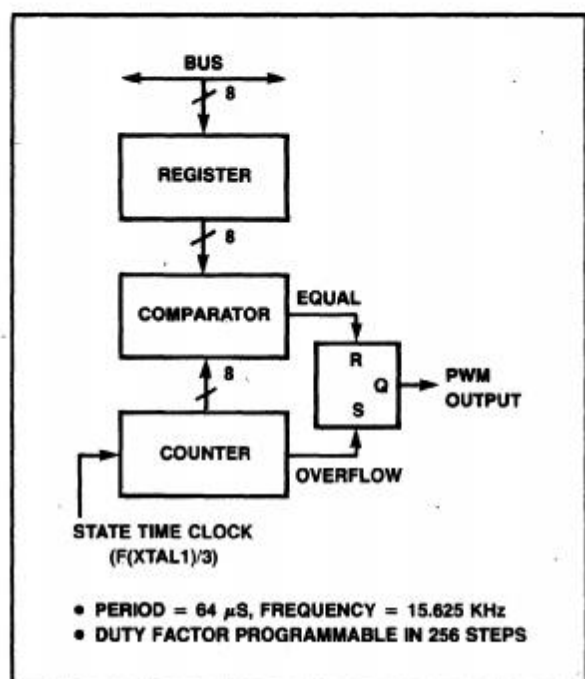 BUS
8
REGISTER
8
COMPARATOR
EQUAL
R
Q
S
PWM
OUTPUT
8
COUNTER
OVERFLOW
STATE TIME CLOCK
(F(XTAL1)/3)
• PERIOD = 64 µS, FREQUENCY = 15.625 KHz
• DUTY FACTOR PROGRAMMABLE IN 256 STEPS